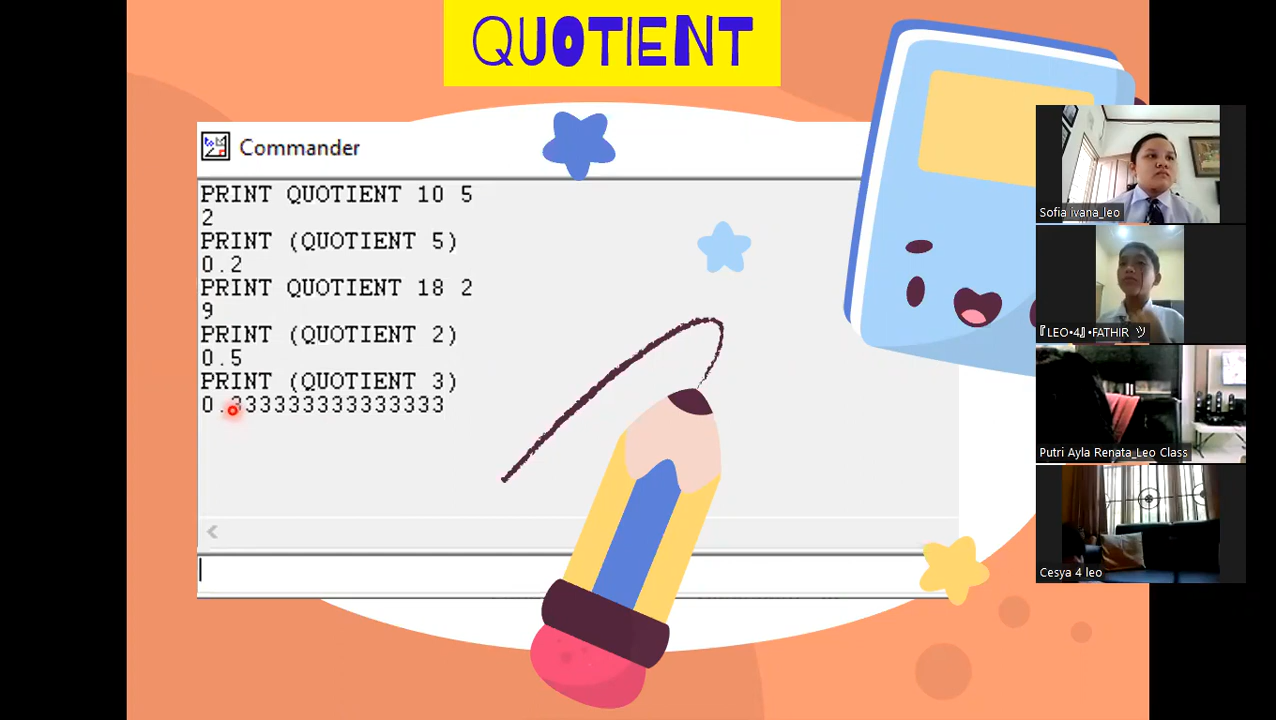 QUOTIENT
Commander
PRINT QUOTIENT 10 5
2
PRINT (QUOTIENT 5)
0.2
PRINT QUOTIENT 18 2
9
PRINT (QUOTIENT 2)
0.5
PRINT (QUOTIENT 3)
0.333333333333333
Sofia ivana_leo
『LEO•4』•FATHIR ツ
Putri Ayla Renata_Leo Class
Cesya 4 leo